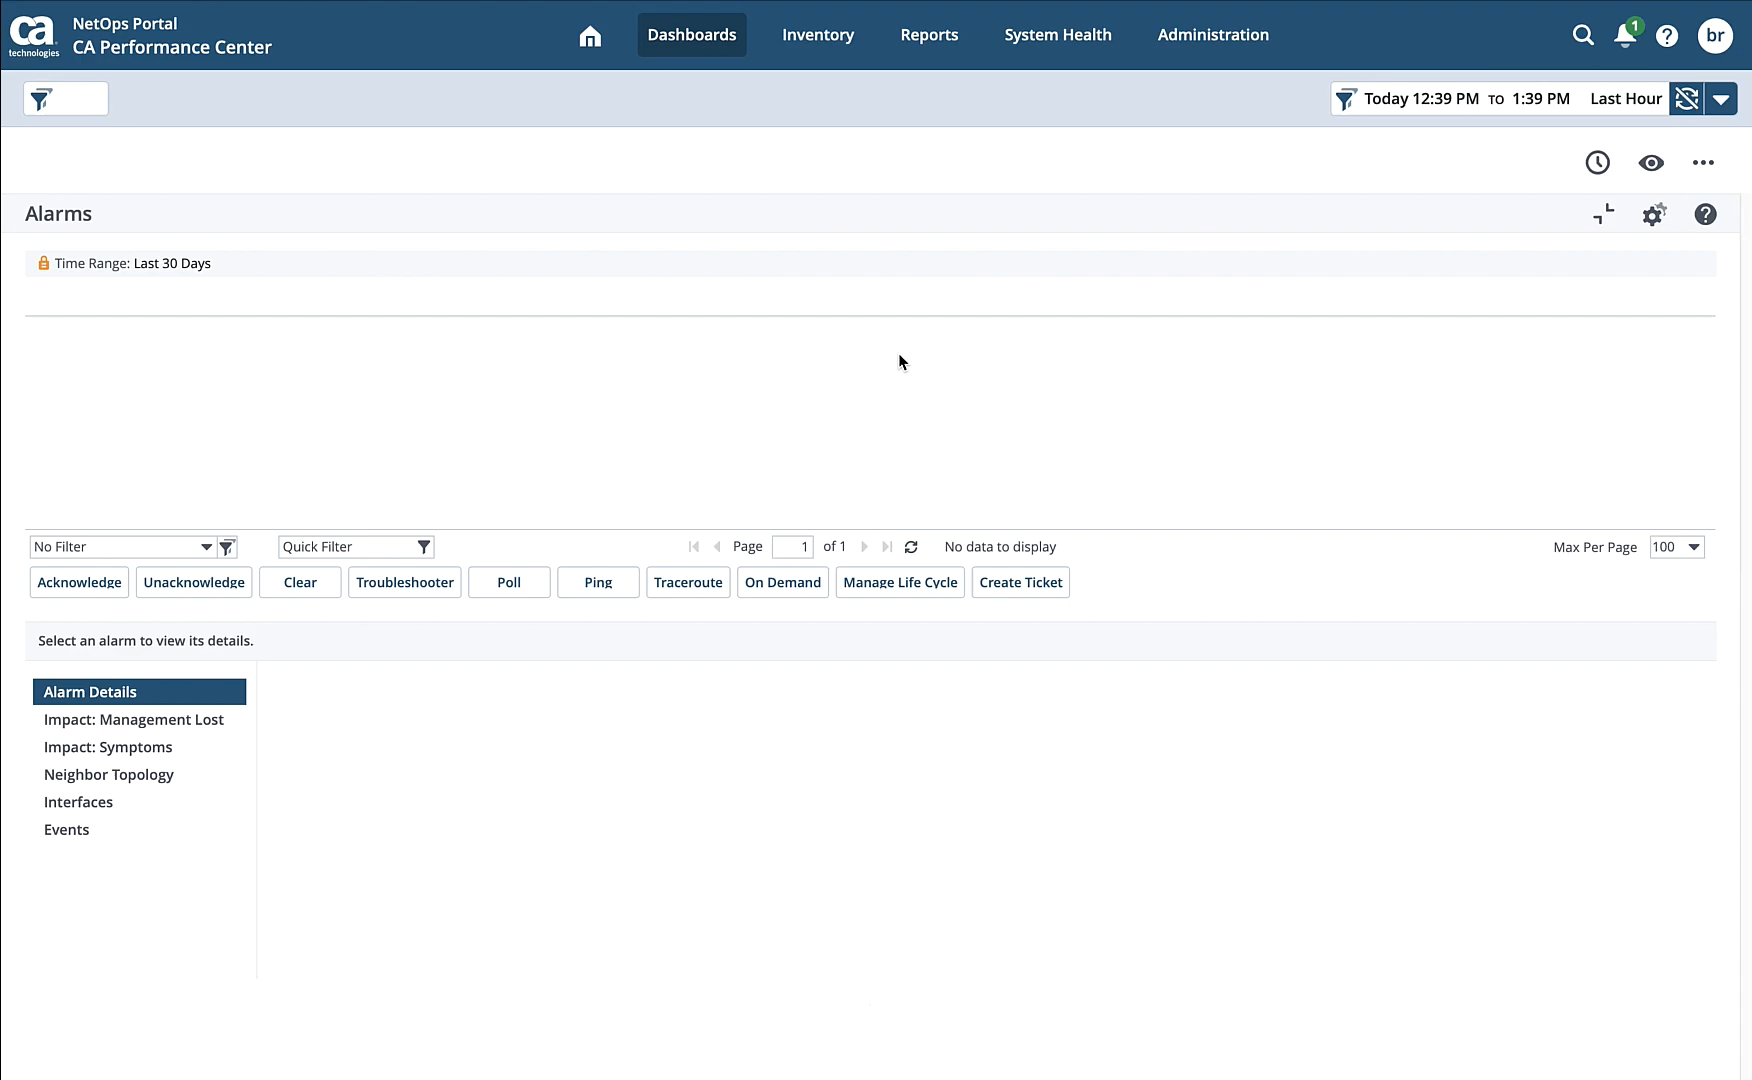 ca
technologies
NetOps Portal
CA Performance Center
Dashboards
Inventory
Reports
System Health
Administration
1
?
br
Today 12:39 PM TO 1:39 PM Last Hour
Alarms
?
Time Range: Last 30 Days
No Filter
Quick Filter
Page 1 of 1
No data to display
Max Per Page 100
Acknowledge
Unacknowledge
Clear
Troubleshooter
Poll
Ping
Traceroute
On Demand
Manage Life Cycle
Create Ticket
Select an alarm to view its details.
Alarm Details
Impact: Management Lost
Impact: Symptoms
Neighbor Topology
Interfaces
Events